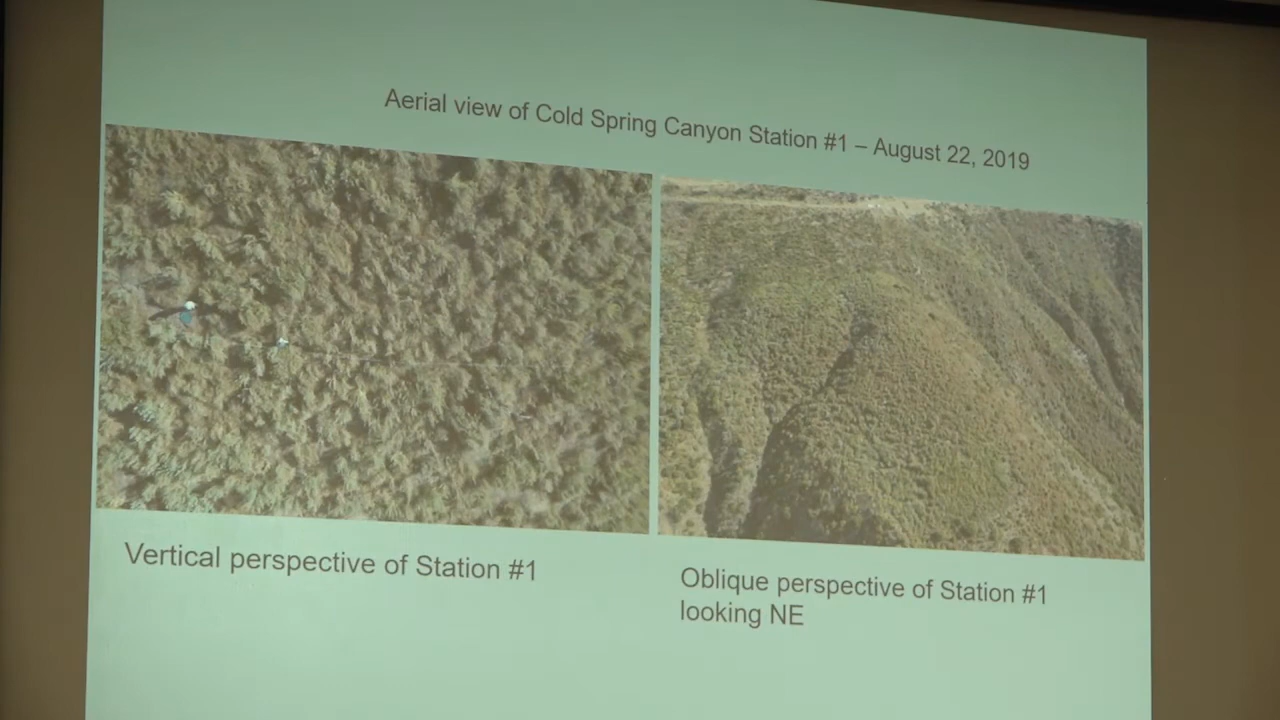 Aerial view of Cold Spring Canyon Station #1 – August 22, 2019
Vertical perspective of Station #1
Oblique perspective of Station #1
looking NE